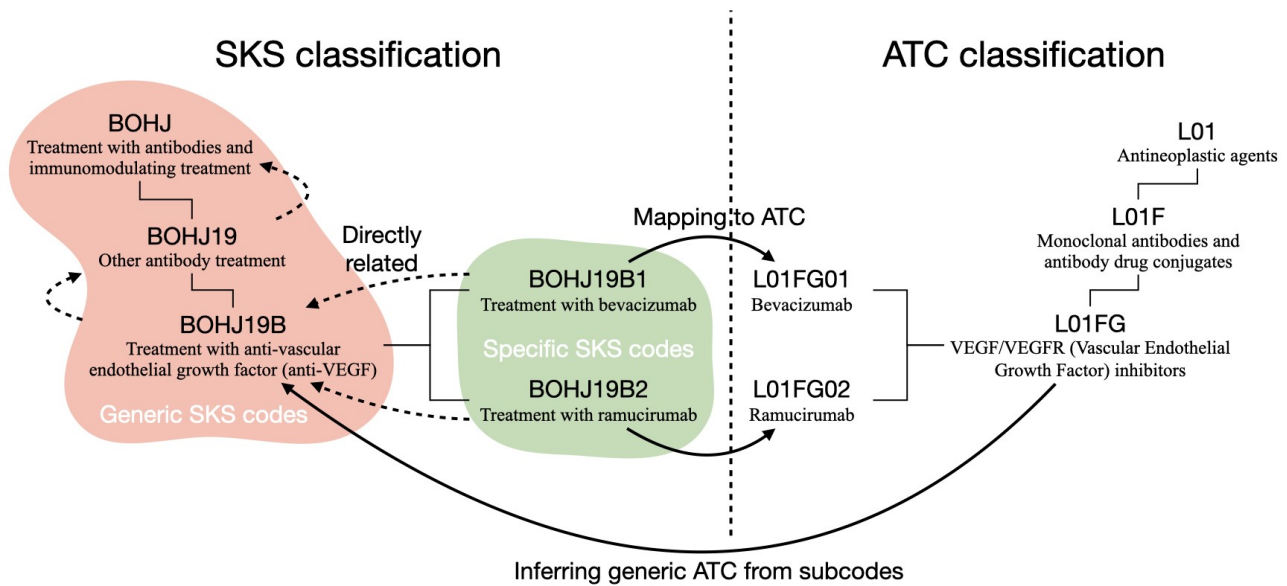 SKS classification
ATC classification
BOHJ
Treatment with antibodies and
immunomodulating treatment
BOHJ19
Other antibody treatment
BOHJ19B
Treatment with anti-vascular
endothelial growth factor (anti-VEGF)
Generic SKS codes
Directly
related
BOHJ19B1
Treatment with bevacizumab
Specific SKS codes
BOHJ19B2
Treatment with ramucirumab
Mapping to ATC
L01FG01
Bevacizumab
L01FG02
Ramucirumab
L01
Antineoplastic agents
L01F
Monoclonal antibodies and
antibody drug conjugates
L01FG
VEGF/VEGFR (Vascular Endothelial
Growth Factor) inhibitors
Inferring generic ATC from subcodes